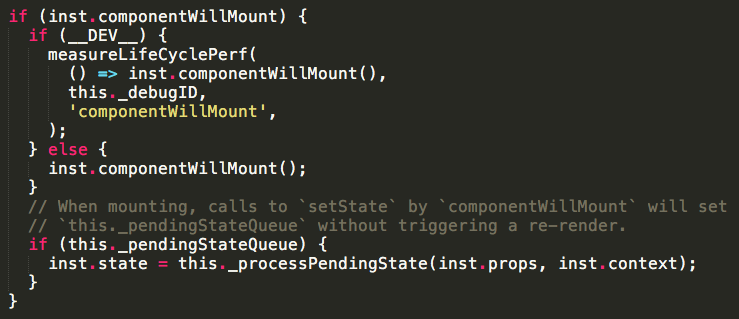 if (inst.componentWillMount) {
  if (__DEV__) {
    measureLifeCyclePerf(
      () => inst.componentWillMount(),
      this._debugID,
      'componentWillMount',
    );
  } else {
    inst.componentWillMount();
  }
  // When mounting, calls to `setState` by `componentWillMount` will set
  // `this._pendingStateQueue` without triggering a re-render.
  if (this._pendingStateQueue) {
    inst.state = this._processPendingState(inst.props, inst.context);
  }
}